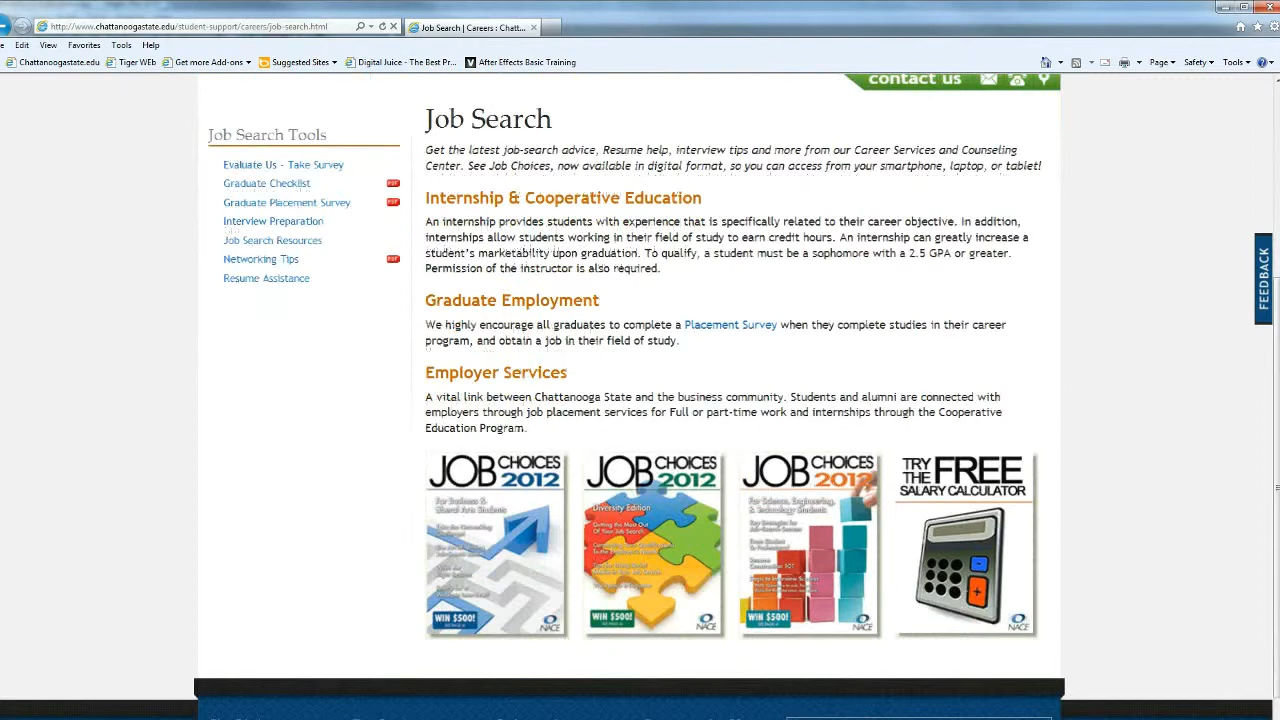 http://www.chattanoogastate.edu/student-support/careers/job-search.html
Job Search | Careers : Chatt...
Edit View Favorites Tools Help
Chattanoogastate.edu Tiger WEb Get more Add-ons Suggested Sites Digital Juice - The Best Pr... After Effects Basic Training
Page Safety Tools
contact us
Job Search Tools
Evaluate Us - Take Survey
Graduate Checklist
Graduate Placement Survey
Interview Preparation
Job Search Resources
Networking Tips
Resume Assistance
Job Search
Get the latest job-search advice, Resume help, interview tips and more from our Career Services and Counseling
Center. See Job Choices, now available in digital format, so you can access from your smartphone, laptop, or tablet!
Internship & Cooperative Education
An internship provides students with experience that is specifically related to their career objective. In addition,
internships allow students working in their field of study to earn credit hours. An internship can greatly increase a
student's marketability upon graduation. To qualify, a student must be a sophomore with a 2.5 GPA or greater.
Permission of the instructor is also required.
Graduate Employment
We highly encourage all graduates to complete a Placement Survey when they complete studies in their career
program, and obtain a job in their field of study.
Employer Services
A vital link between Chattanooga State and the business community. Students and alumni are connected with
employers through job placement services for Full or part-time work and internships through the Cooperative
Education Program.
JOB CHOICES
2012
For Business &
Liberal Arts Students
WIN $500!
NACE
JOB CHOICES
2012
Diversity Edition
Getting the Most Out
Of Your Job Search
WIN $500!
NACE
JOB CHOICES
2012
For Science, Engineering,
& Technology Students
WIN $500!
NACE
TRY
THE FREE
SALARY CALCULATOR
NACE
FEEDBACK